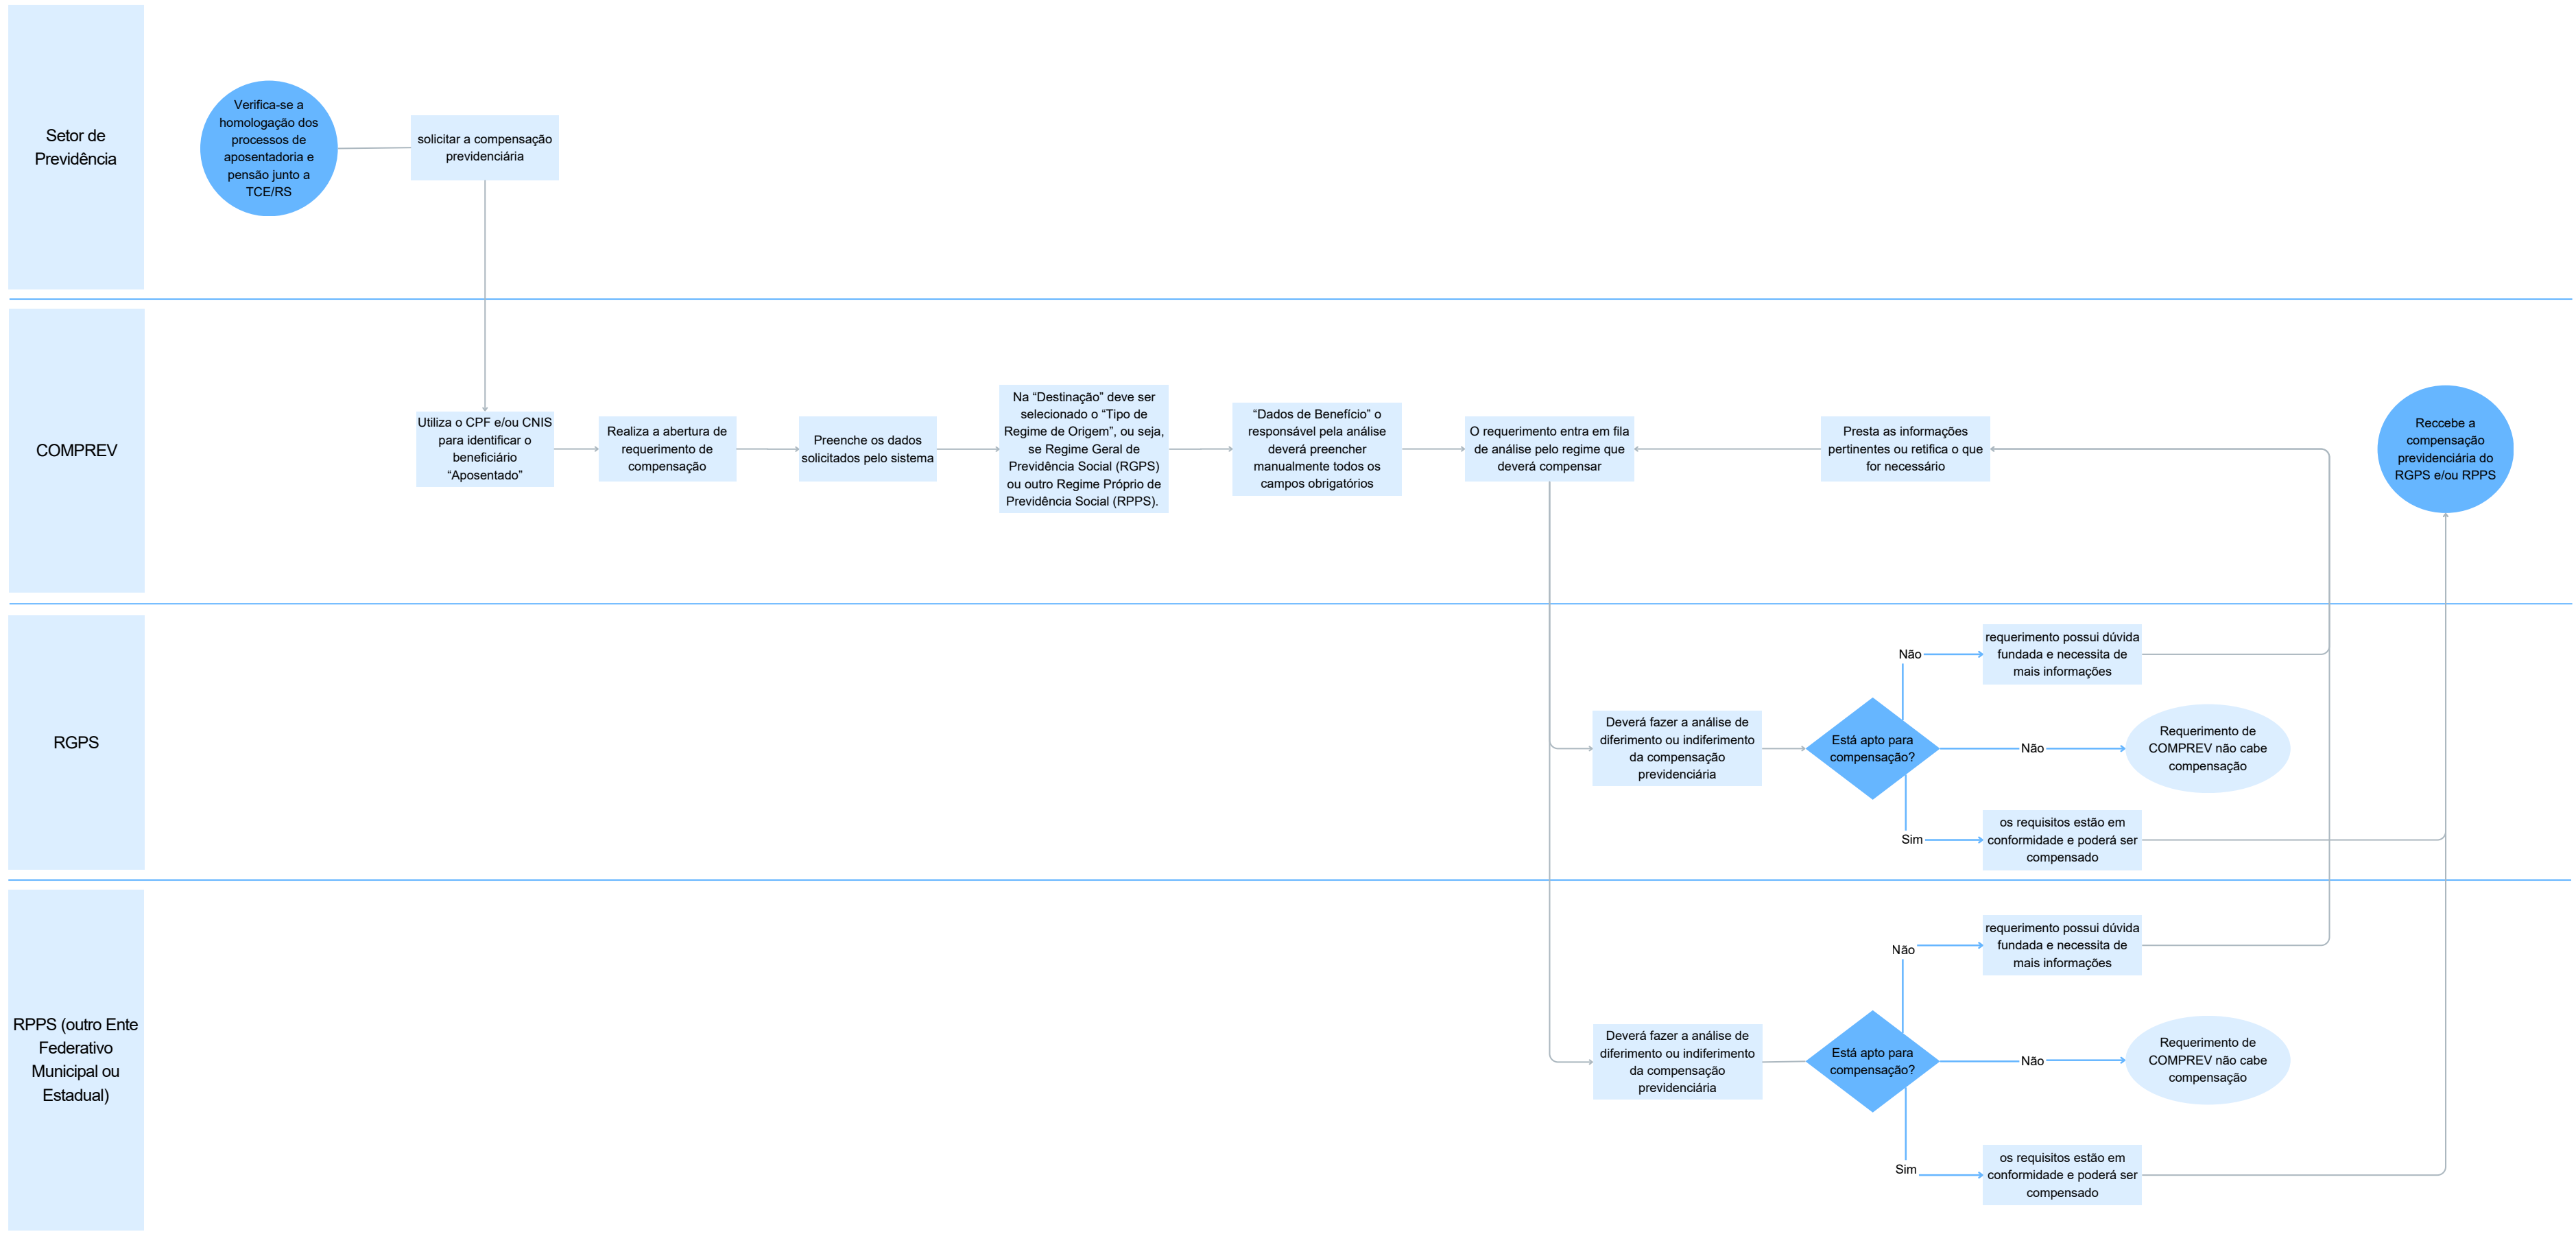 Setor de
Previdência
Verifica-se a
homologação dos
processos de
aposentadoria e
pensão junto a
TCE/RS
solicitar a compensação
previdenciária
COMPREV
Utiliza o CPF e/ou CNIS
para identificar o
beneficiário
“Aposentado”
Realiza a abertura de
requerimento de
compensação
Preenche os dados
solicitados pelo sistema
Na “Destinação” deve ser
selecionado o “Tipo de
Regime de Origem”, ou seja,
se Regime Geral de
Previdência Social (RGPS)
ou outro Regime Próprio de
Previdência Social (RPPS).
“Dados de Benefício” o
responsável pela análise
deverá preencher
manualmente todos os
campos obrigatórios
O requerimento entra em fila
de análise pelo regime que
deverá compensar
Presta as informações
pertinentes ou retifica o que
for necessário
Reccebe a
compensação
previdenciária do
RGPS e/ou RPPS
RGPS
Deverá fazer a análise de
diferimento ou indiferimento
da compensação
previdenciária
Está apto para
compensação?
Não
requerimento possui dúvida
fundada e necessita de
mais informações
Não
Requerimento de
COMPREV não cabe
compensação
Sim
os requisitos estão em
conformidade e poderá ser
compensado
RPPS (outro Ente
Federativo
Municipal ou
Estadual)
Deverá fazer a análise de
diferimento ou indiferimento
da compensação
previdenciária
Está apto para
compensação?
Não
requerimento possui dúvida
fundada e necessita de
mais informações
Não
Requerimento de
COMPREV não cabe
compensação
Sim
os requisitos estão em
conformidade e poderá ser
compensado